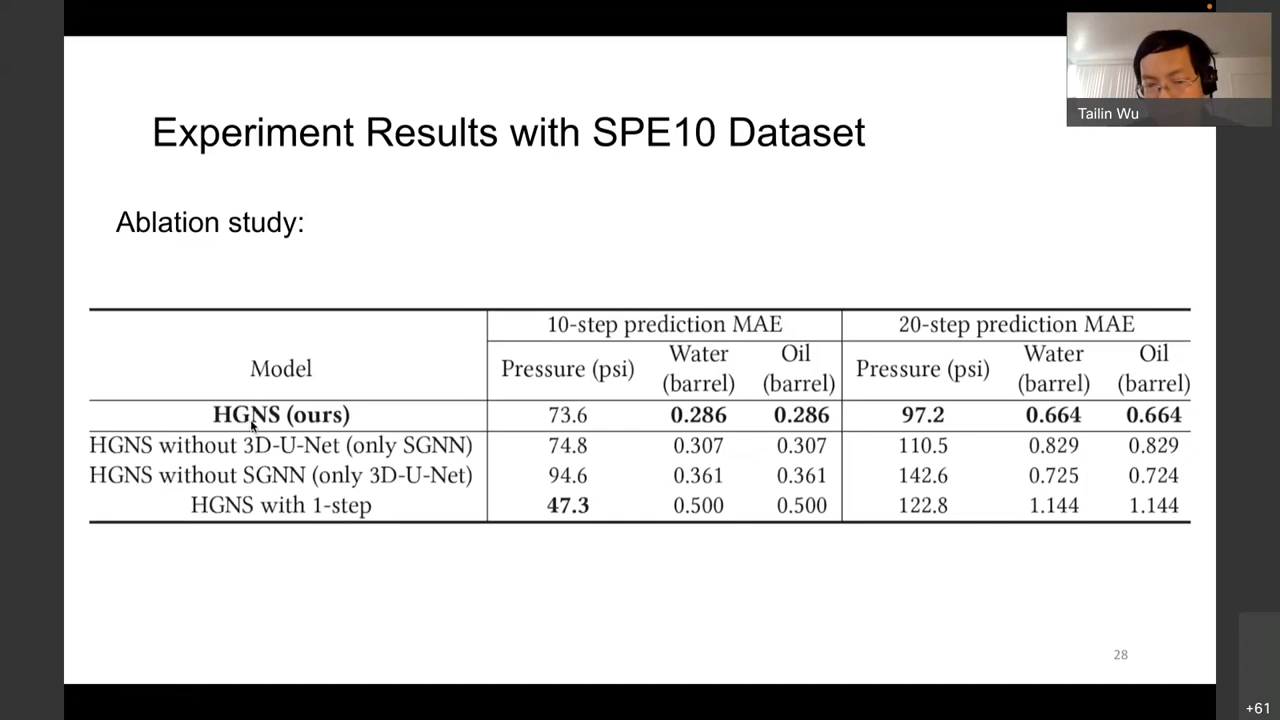 Tailin Wu
Experiment Results with SPE10 Dataset
Ablation study:
Model
10-step prediction MAE
20-step prediction MAE
Pressure (psi)
Water
(barrel)
Oil
(barrel)
Pressure (psi)
Water
(barrel)
Oil
(barrel)
HGNS (ours) 73.6 0.286 0.286 97.2 0.664 0.664
HGNS without 3D-U-Net (only SGNN) 74.8 0.307 0.307 110.5 0.829 0.829
HGNS without SGNN (only 3D-U-Net) 94.6 0.361 0.361 142.6 0.725 0.724
HGNS with 1-step 47.3 0.500 0.500 122.8 1.144 1.144
28
+61